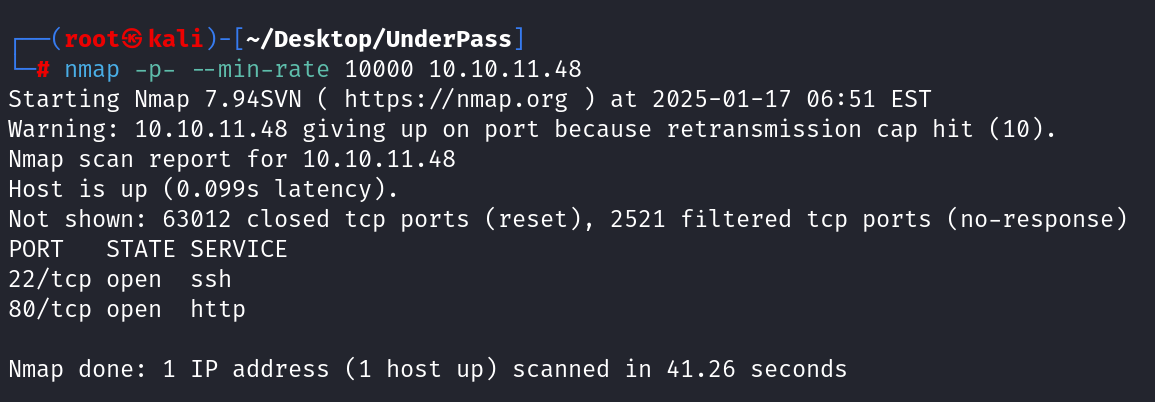 ┌──(root㉿kali)-[~/Desktop/UnderPass]
└─# nmap -p- --min-rate 10000 10.10.11.48
Starting Nmap 7.94SVN ( https://nmap.org ) at 2025-01-17 06:51 EST
Warning: 10.10.11.48 giving up on port because retransmission cap hit (10).
Nmap scan report for 10.10.11.48
Host is up (0.099s latency).
Not shown: 63012 closed tcp ports (reset), 2521 filtered tcp ports (no-response)
PORT   STATE SERVICE
22/tcp open  ssh
80/tcp open  http

Nmap done: 1 IP address (1 host up) scanned in 41.26 seconds